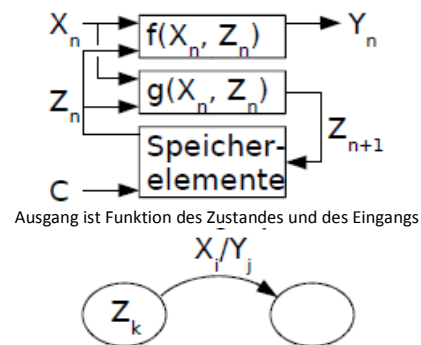 Xₙ f(Xₙ, Zₙ) Yₙ
g(Xₙ, Zₙ)
Zₙ
Zₙ₊₁
Speicher-
elemente
C
Ausgang ist Funktion des Zustandes und des Eingangs
Xᵢ/Yⱼ
Zₖ